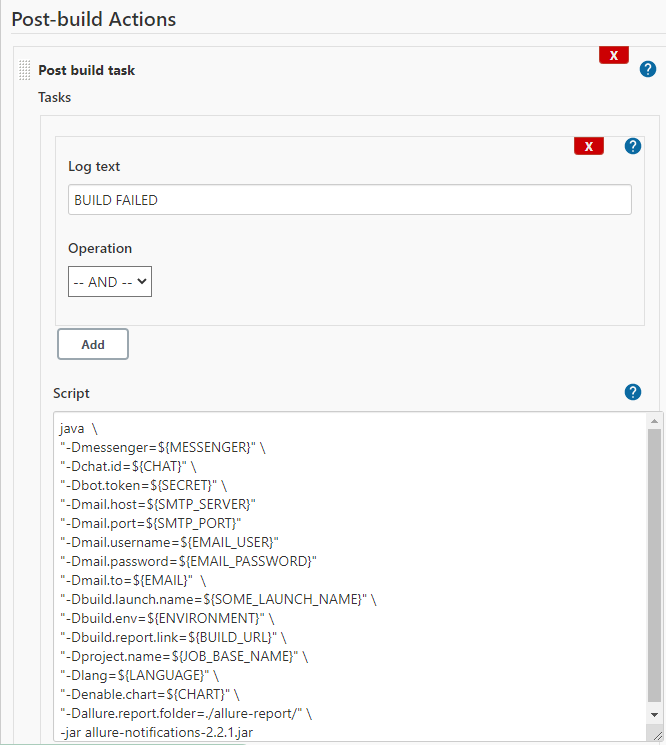 Post-build Actions
X
?
Post build task
Tasks
X
?
Log text
BUILD FAILED
Operation
-- AND --
Add
Script
?
java \
"-Dmessenger=${MESSENGER}" \
"-Dchat.id=${CHAT}" \
"-Dbot.token=${SECRET}" \
"-Dmail.host=${SMTP_SERVER}"
"-Dmail.port=${SMTP_PORT}"
"-Dmail.username=${EMAIL_USER}"
"-Dmail.password=${EMAIL_PASSWORD}"
"-Dmail.to=${EMAIL}" \
"-Dbuild.launch.name=${SOME_LAUNCH_NAME}" \
"-Dbuild.env=${ENVIRONMENT}" \
"-Dbuild.report.link=${BUILD_URL}" \
"-Dproject.name=${JOB_BASE_NAME}" \
"-Dlang=${LANGUAGE}" \
"-Denable.chart=${CHART}" \
"-Dallure.report.folder=./allure-report/" \
-jar allure-notifications-2.2.1.jar